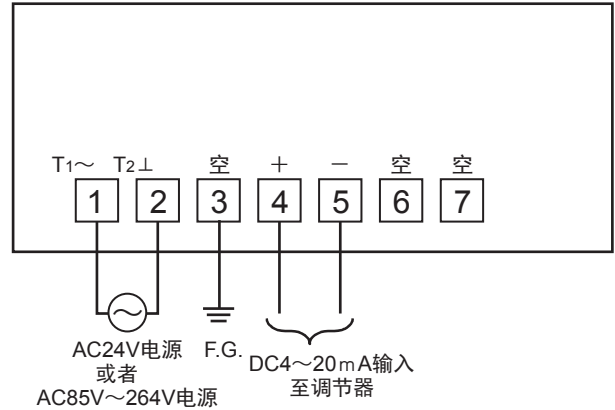 T1～ T2⊥ 空 + － 空 空
1 2 3 4 5 6 7
AC24V电源
或者
AC85V～264V电源
F.G.
DC4～20mA输入
至调节器